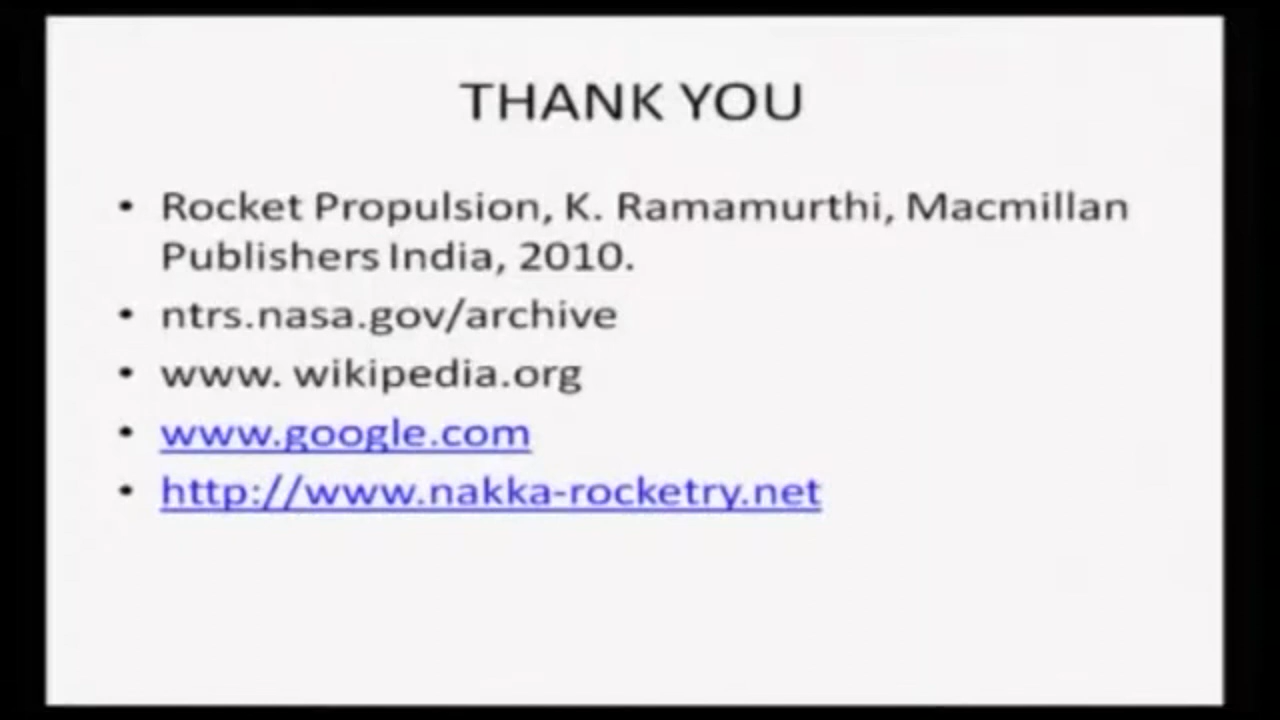 THANK YOU
• Rocket Propulsion, K. Ramamurthi, Macmillan
Publishers India, 2010.
• ntrs.nasa.gov/archive
• www. wikipedia.org
• www.google.com
• http://www.nakka-rocketry.net